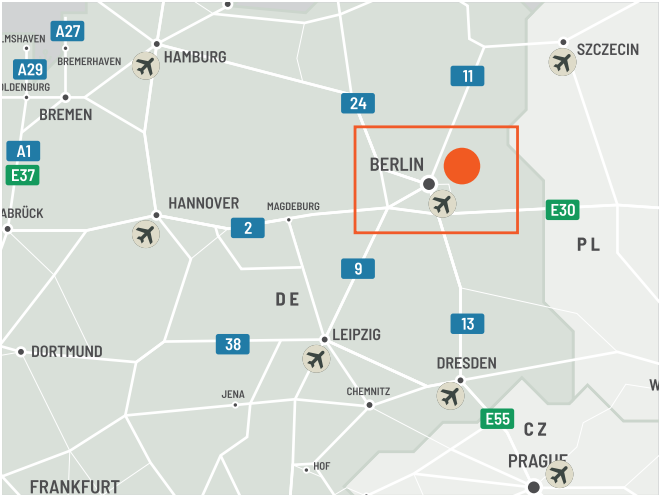 A27
LMSHAVEN
BREMERHAVEN
HAMBURG
SZCZECIN
A29
11
OLDENBURG
24
BREMEN
A1
BERLIN
E37
HANNOVER
MAGDEBURG
E30
ABRÜCK
2
PL
9
DE
13
LEIPZIG
38
DORTMUND
DRESDEN
JENA
CHEMNITZ
W
E55
CZ
PRAGUE
HOF
FRANKFURT